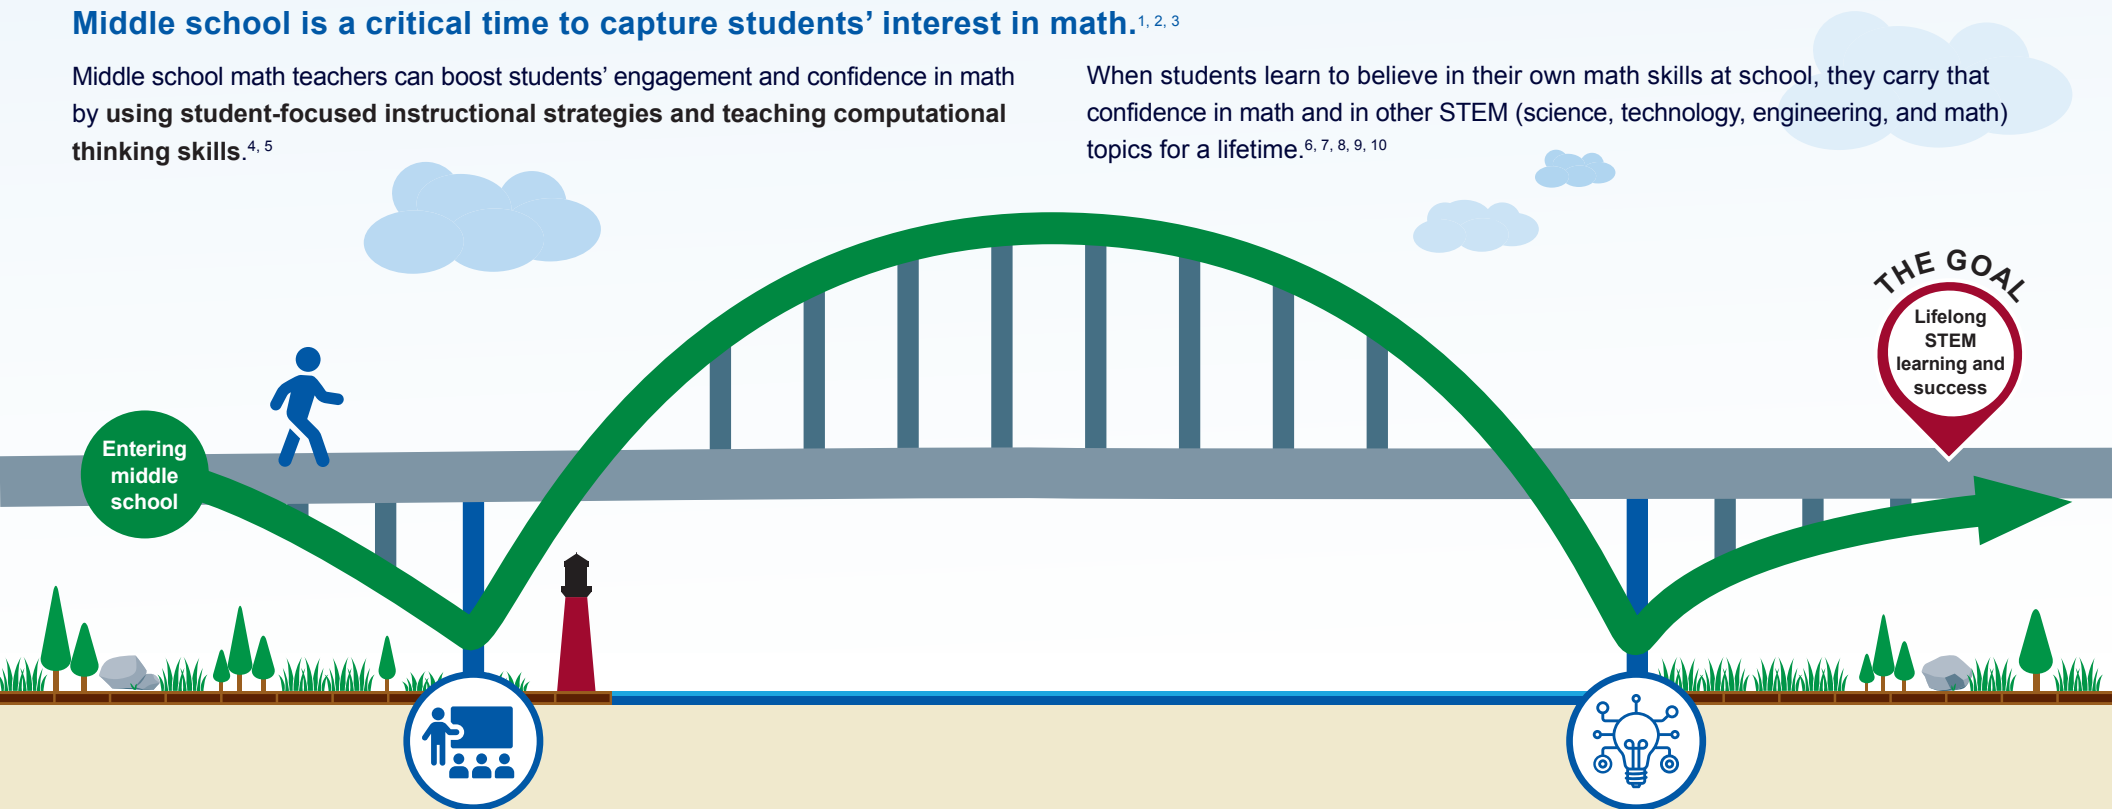 Middle school is a critical time to capture students’ interest in math.1, 2, 3
Middle school math teachers can boost students’ engagement and confidence in math
by using student-focused instructional strategies and teaching computational
thinking skills.4, 5
When students learn to believe in their own math skills at school, they carry that
confidence in math and in other STEM (science, technology, engineering, and math)
topics for a lifetime.6, 7, 8, 9, 10
THE GOAL
Lifelong
STEM
learning and
success
Entering
middle
school